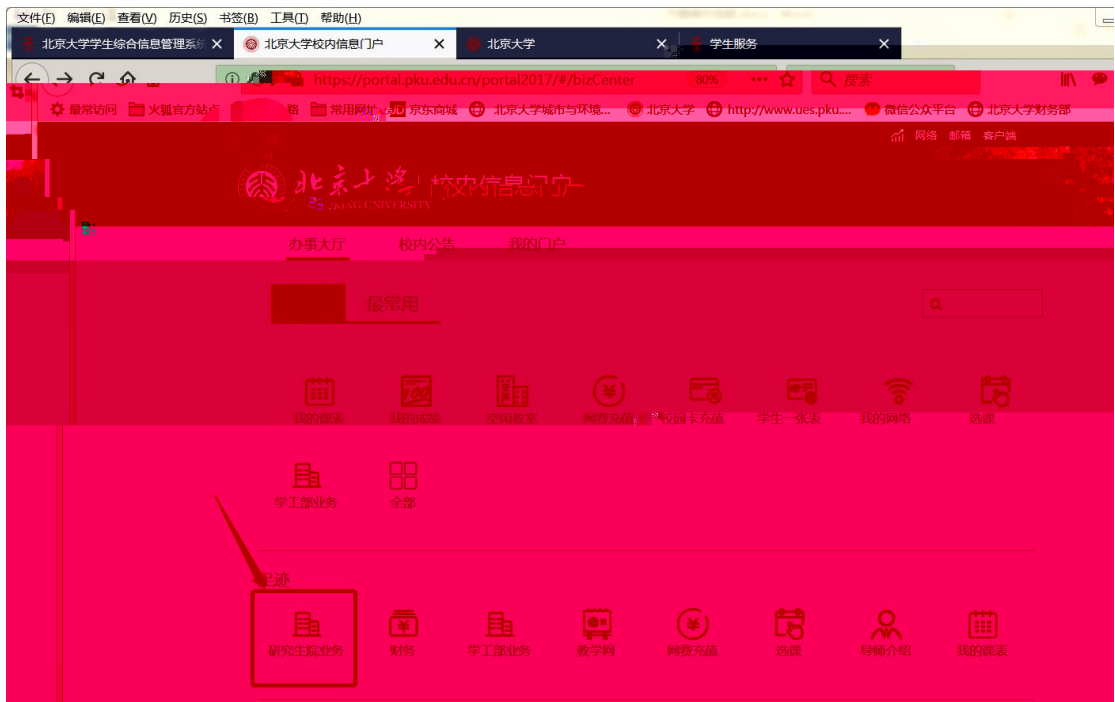 文件(F) 编辑(E) 查看(V) 历史(S) 书签(B) 工具(T) 帮助(H)
北京大学学生综合信息管理系统 × 北京大学校内信息门户 × 北京大学 × 学生服务 ×
https://portal.pku.edu.cn/portal2017/#/bizCenter 80% ••• 搜索
最常访问 火狐官方站点 常用网址 JD 京东商城 北京大学城市与环境... 北京大学 http://www.ues.pku.... 微信公众平台 北京大学财务部
网络 邮箱 客户端
北京大学 校内信息门户
PEKING UNIVERSITY
办事大厅 校内公告 我的门户
最常用
我的课表 我的成绩 空闲教室 网费充值 校园卡充值 学生一张表 我的网络 选课
学工部业务 全部
足迹
研究生院业务 财务 学工部业务 教学网 网费充值 选课 导师介绍 我的课表